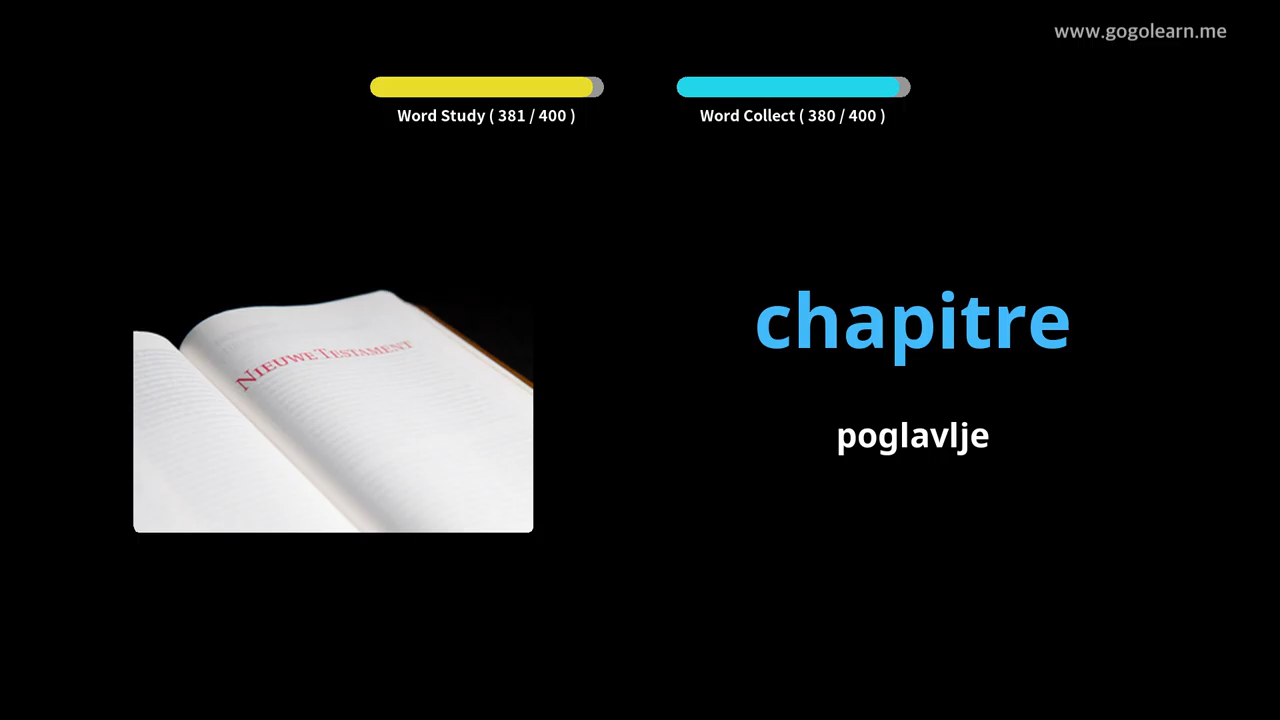 www.gogolearn.me
Word Study ( 381 / 400 )
Word Collect ( 380 / 400 )
NIEUWE TESTAMENT
chapitre
poglavlje